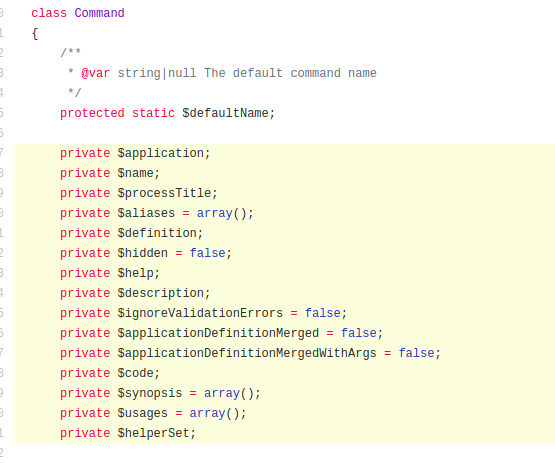 0 class Command
1 {
2 /**
3 * @var string|null The default command name
4 */
5 protected static $defaultName;
6
7 private $application;
8 private $name;
9 private $processTitle;
0 private $aliases = array();
1 private $definition;
2 private $hidden = false;
3 private $help;
4 private $description;
5 private $ignoreValidationErrors = false;
6 private $applicationDefinitionMerged = false;
7 private $applicationDefinitionMergedWithArgs = false;
8 private $code;
9 private $synopsis = array();
0 private $usages = array();
1 private $helperSet;
2